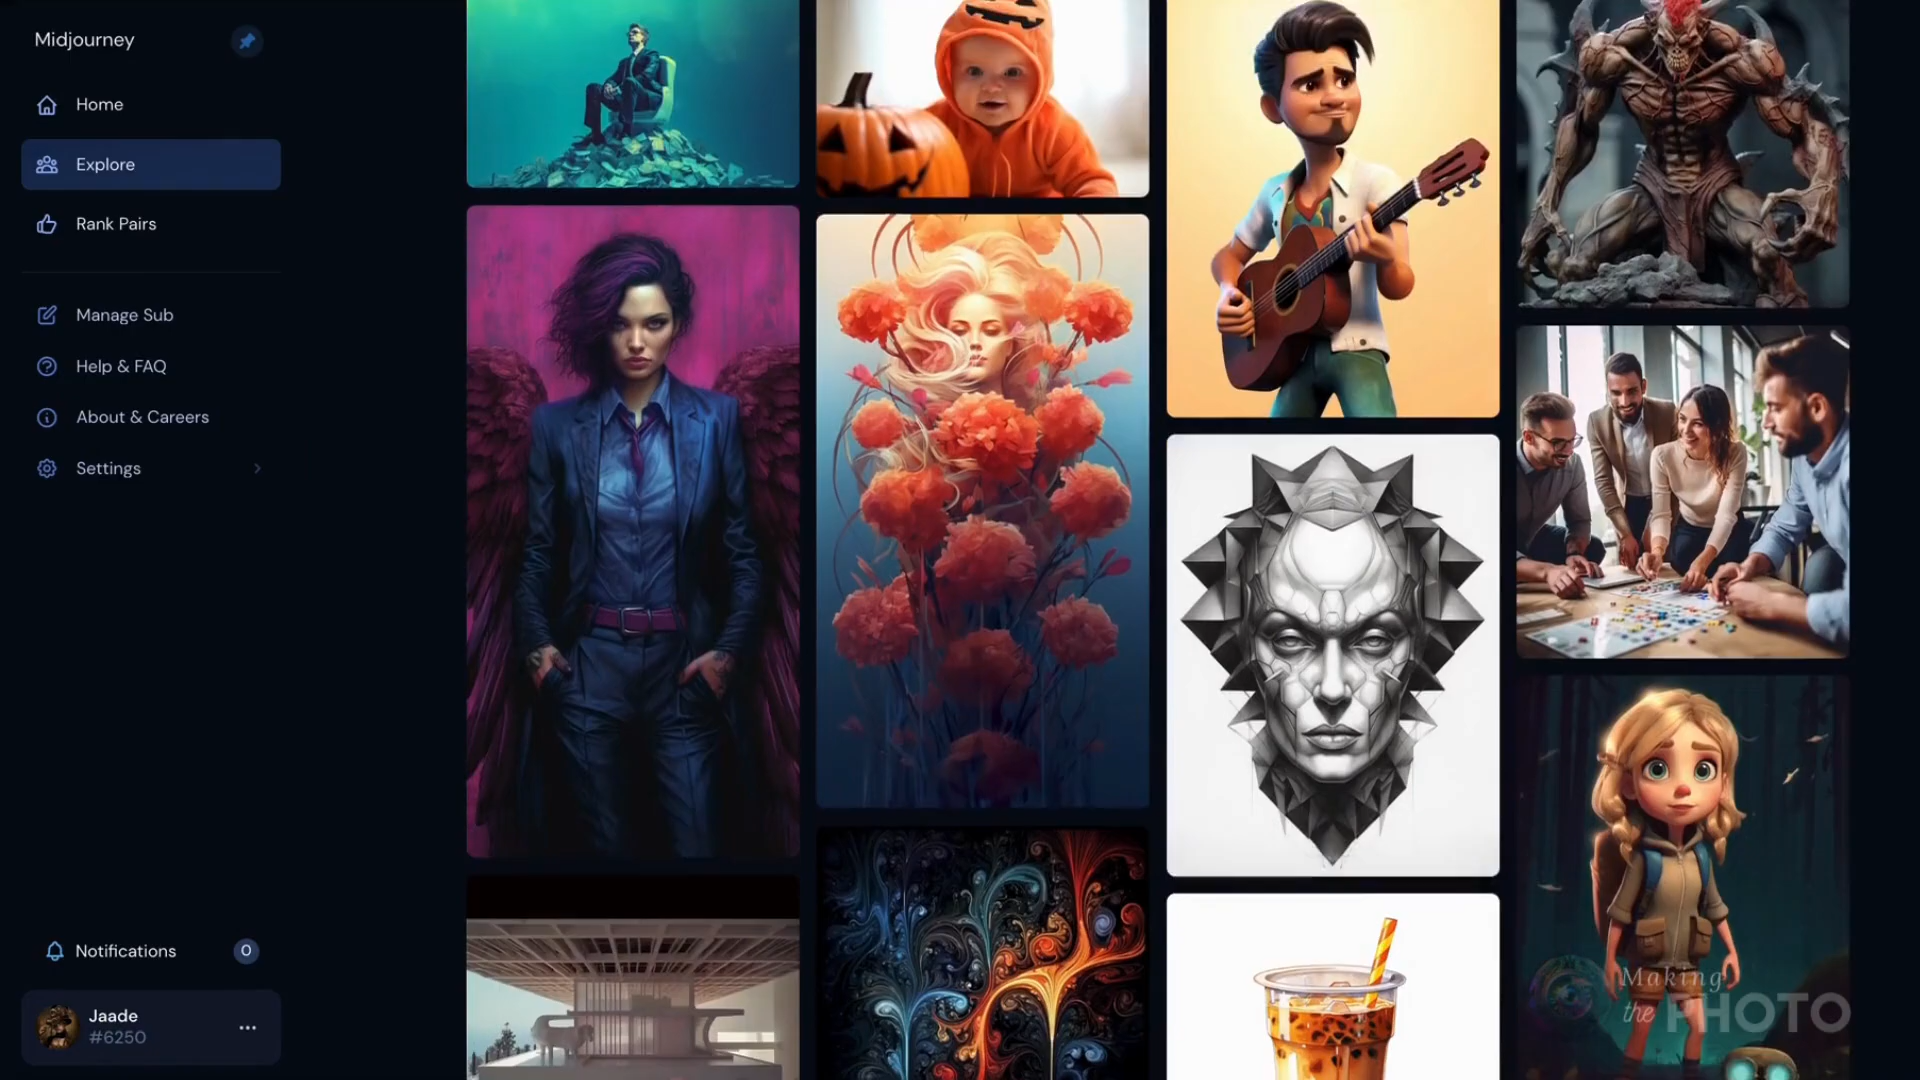 Midjourney
Home
Explore
Rank Pairs
Manage Sub
Help & FAQ
About & Careers
Settings
Notifications 0
Jaade
#6250
Making
the PHOTO